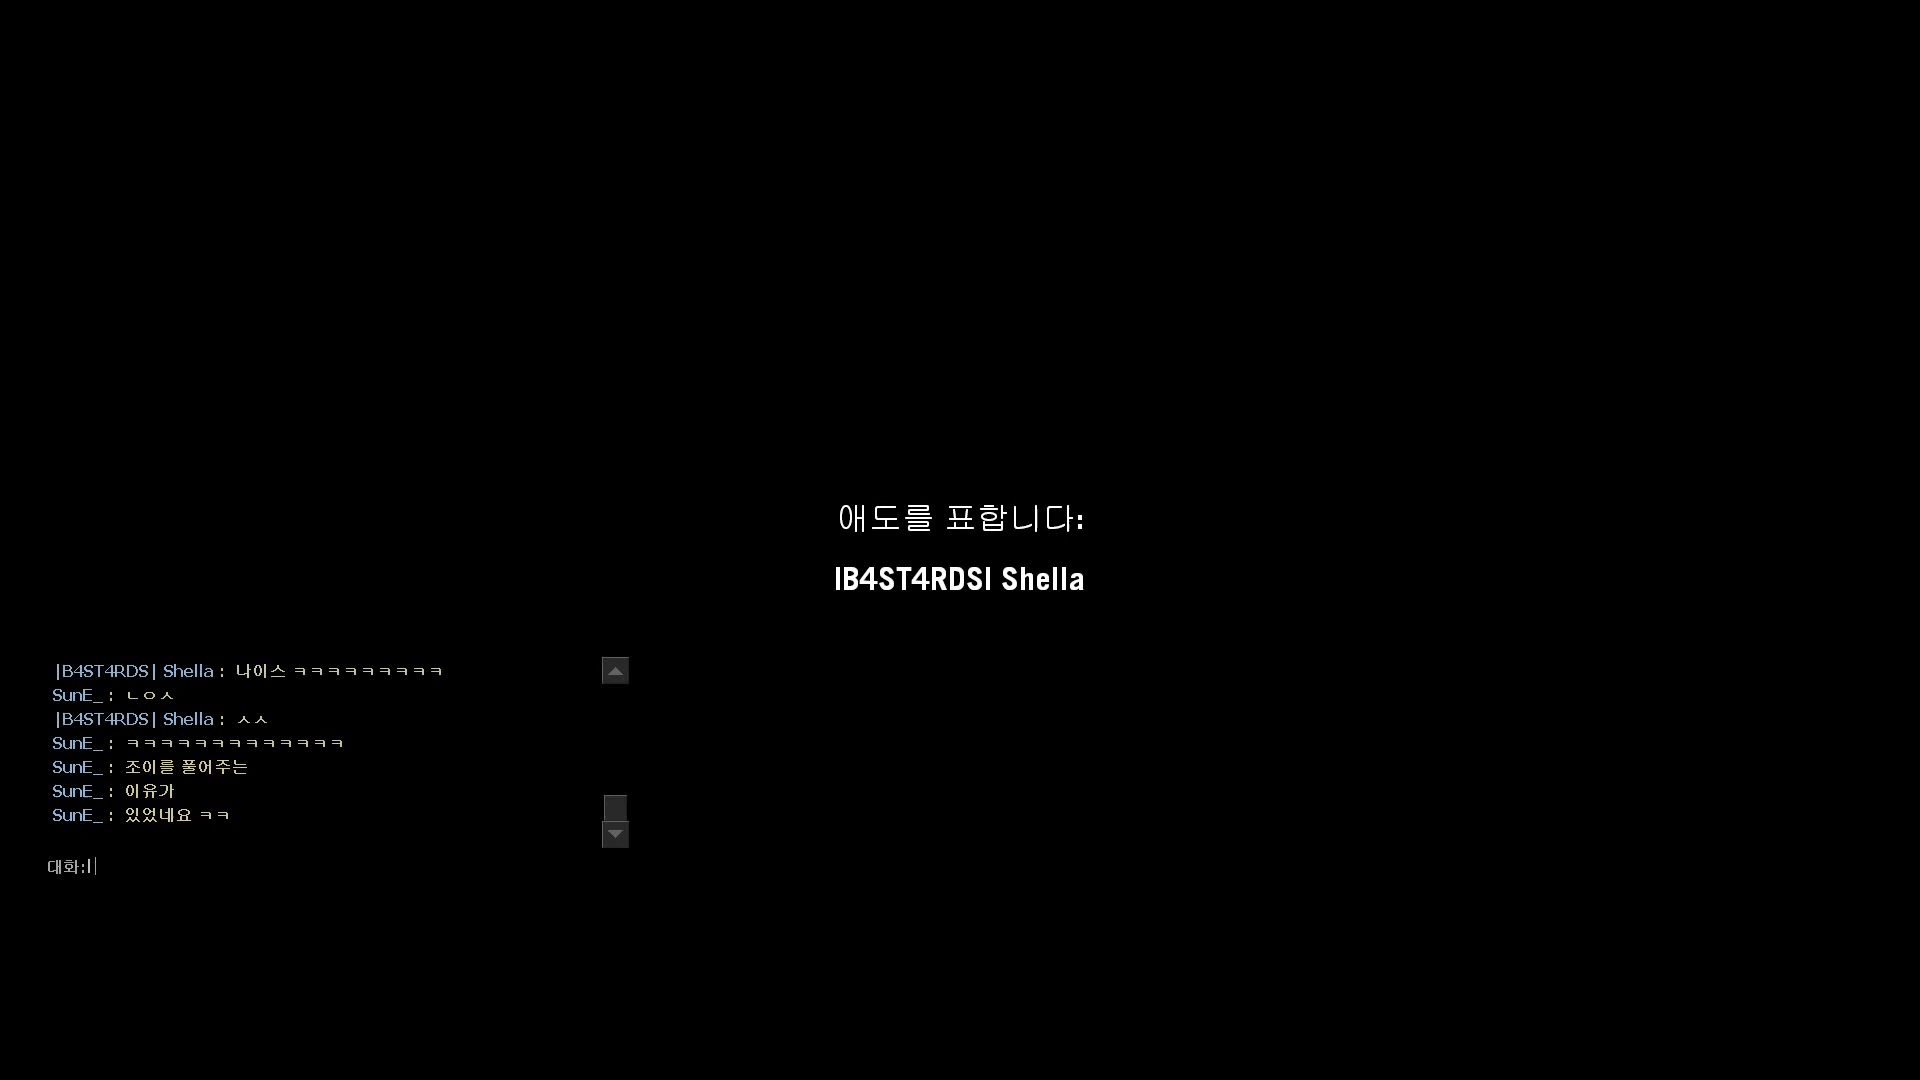 애도를 표합니다:
|B4ST4RDS| Shella
|B4ST4RDS| Shella : 나이스 ㅋㅋㅋㅋㅋㅋㅋㅋㅋ
SunE_ : ㄴㅇㅅ
|B4ST4RDS| Shella : ㅅㅅ
SunE_ : ㅋㅋㅋㅋㅋㅋㅋㅋㅋㅋㅋㅋㅋ
SunE_ : 조이를 풀어주는
SunE_ : 이유가
SunE_ : 있었네요 ㅋㅋ
대화:l